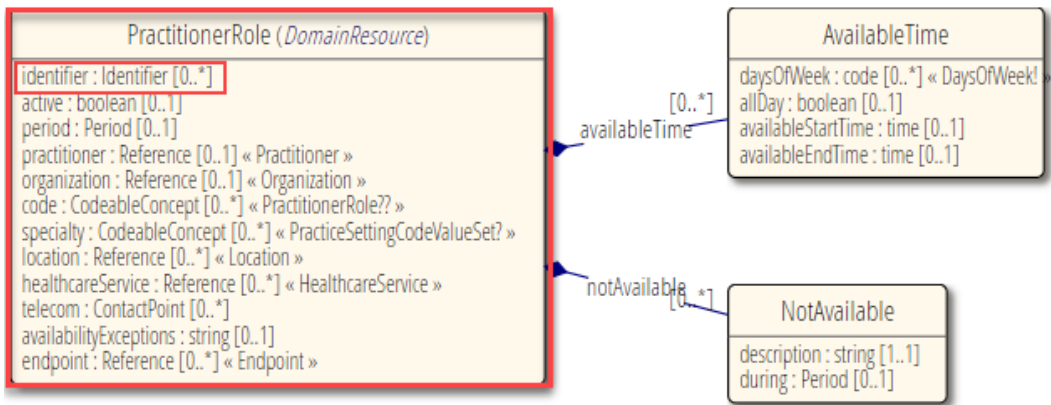 PractitionerRole (DomainResource)
identifier : Identifier [0..*]
active : boolean [0..1]
period : Period [0..1]
practitioner : Reference [0..1] « Practitioner »
organization : Reference [0..1] « Organization »
code : CodeableConcept [0..*] « PractitionerRole?? »
specialty : CodeableConcept [0..*] « PracticeSettingCodeValueSet? »
location : Reference [0..*] « Location »
healthcareService : Reference [0..*] « HealthcareService »
telecom : ContactPoint [0..*]
availabilityExceptions : string [0..1]
endpoint : Reference [0..*] « Endpoint »
[0..*]
availableTime
AvailableTime
daysOfWeek : code [0..*] « DaysOfWeek! »
allDay : boolean [0..1]
availableStartTime : time [0..1]
availableEndTime : time [0..1]
notAvailable
[0..*]
NotAvailable
description : string [1..1]
during : Period [0..1]